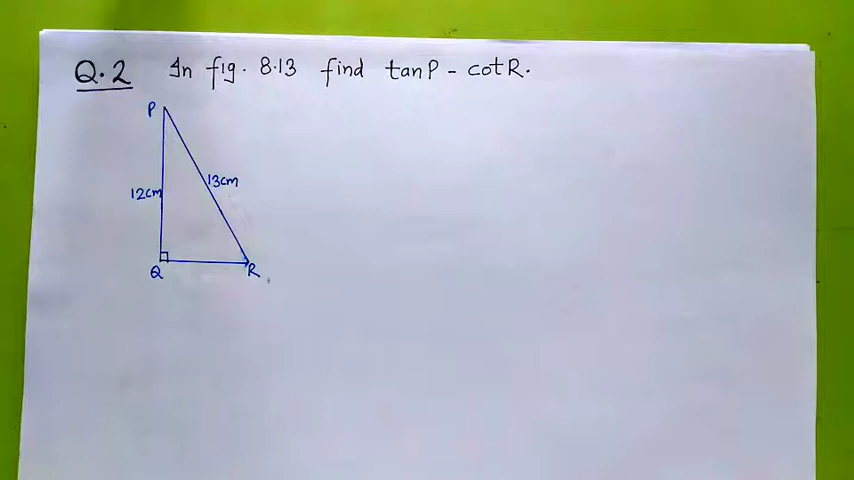 Q.2 In fig. 8.13 find tanP - cotR.
P
12cm
13cm
Q
R